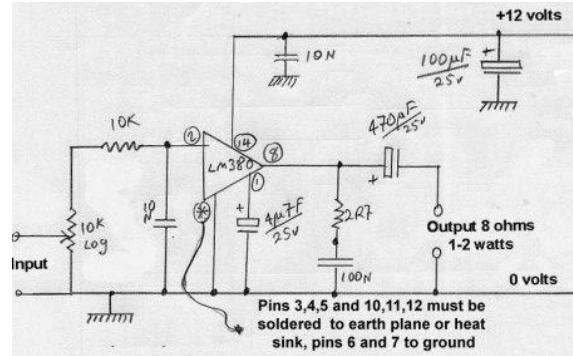 +12 volts
10N
100µF
25v
470µF
25v
10K
2
14
8
LM380
1
10K
Log
10
N
4µ7F
25v
2R7
100N
Input
Output 8 ohms
1-2 watts
0 volts
Pins 3,4,5 and 10,11,12 must be
soldered to earth plane or heat
sink, pins 6 and 7 to ground